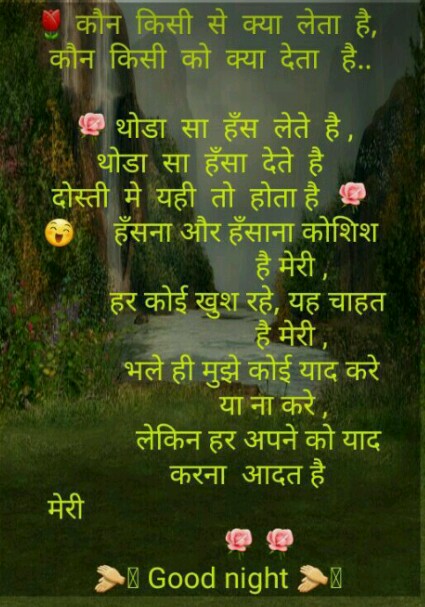 🌹 कौन किसी से क्या लेता है,
कौन किसी को क्या देता है..
🌹 थोडा सा हँस लेते है ,
थोडा सा हँसा देते है
दोस्ती मे यही तो होता है 🌹
😄 हँसना और हँसाना कोशिश
है मेरी ,
हर कोई खुश रहे, यह चाहत
है मेरी ,
भले ही मुझे कोई याद करे
या ना करे ,
लेकिन हर अपने को याद
करना आदत है
मेरी
🌹 🌹
👏 Good night 👏